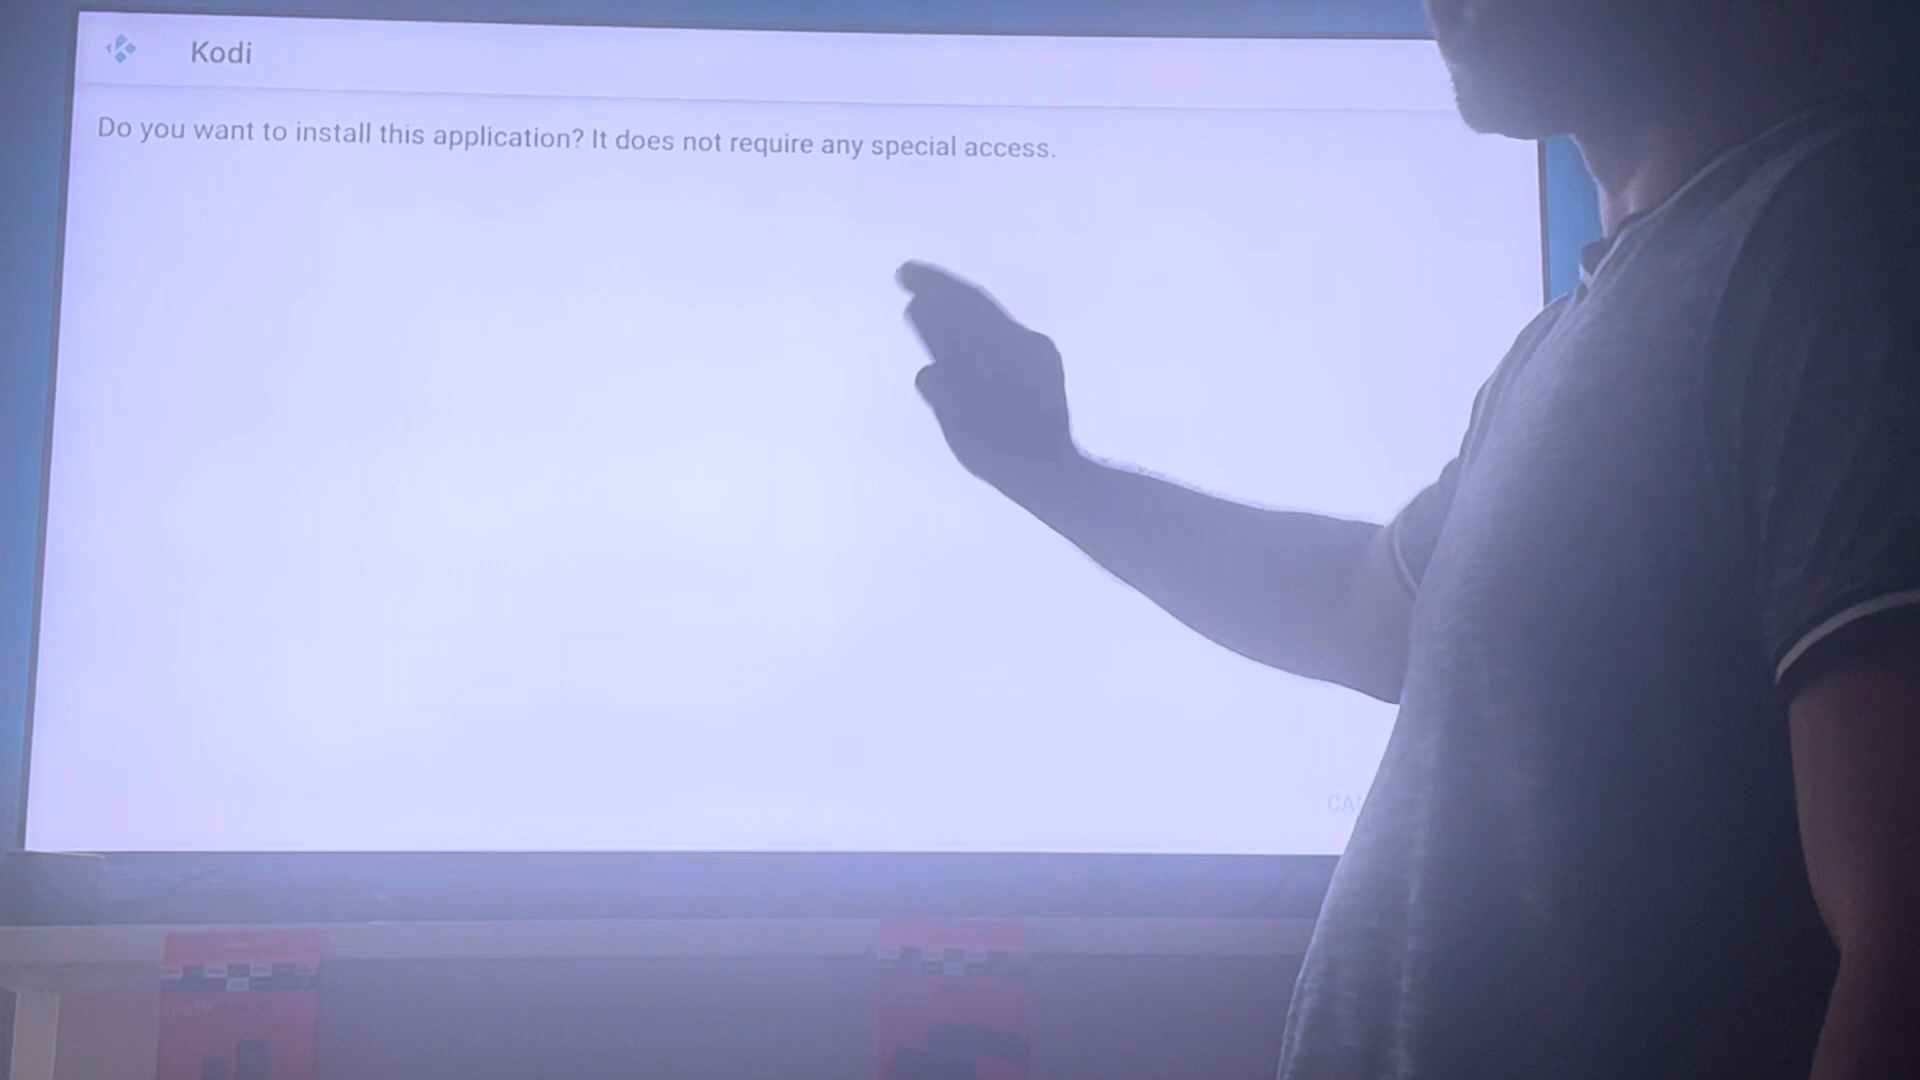 Kodi
Do you want to install this application? It does not require any special access.